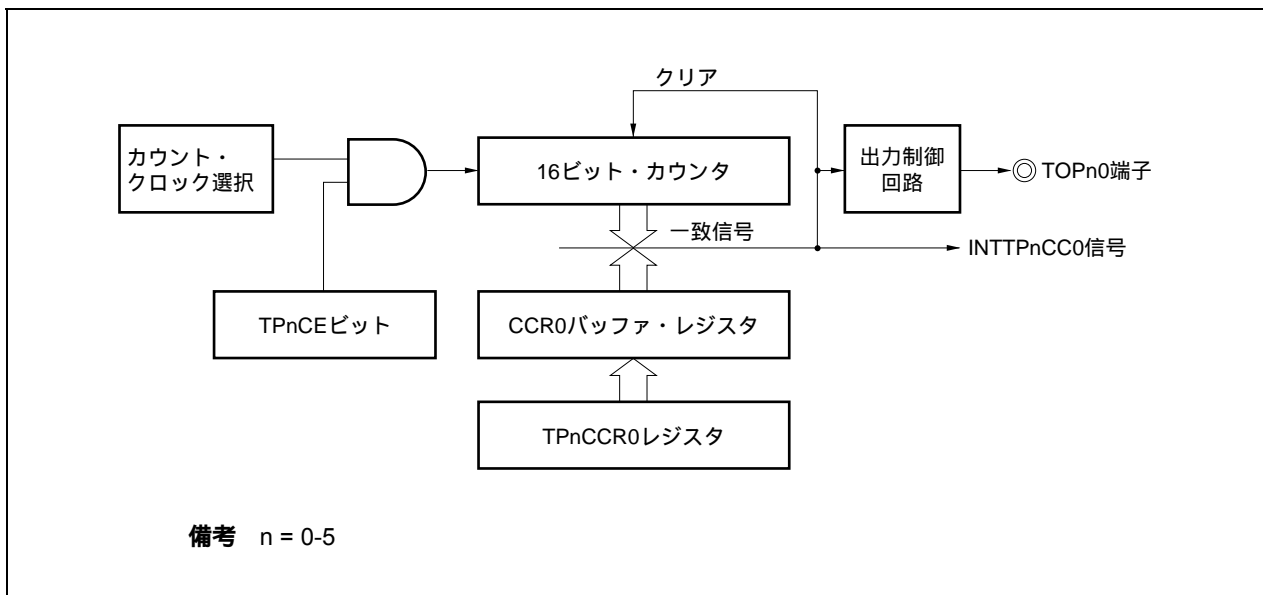 クリア
カウント・
クロック選択
16ビット・カウンタ
出力制御
回路
TOPn0端子
一致信号
INTTPnCC0信号
TPnCEビット
CCR0バッファ・レジスタ
TPnCCR0レジスタ
備考 n = 0-5